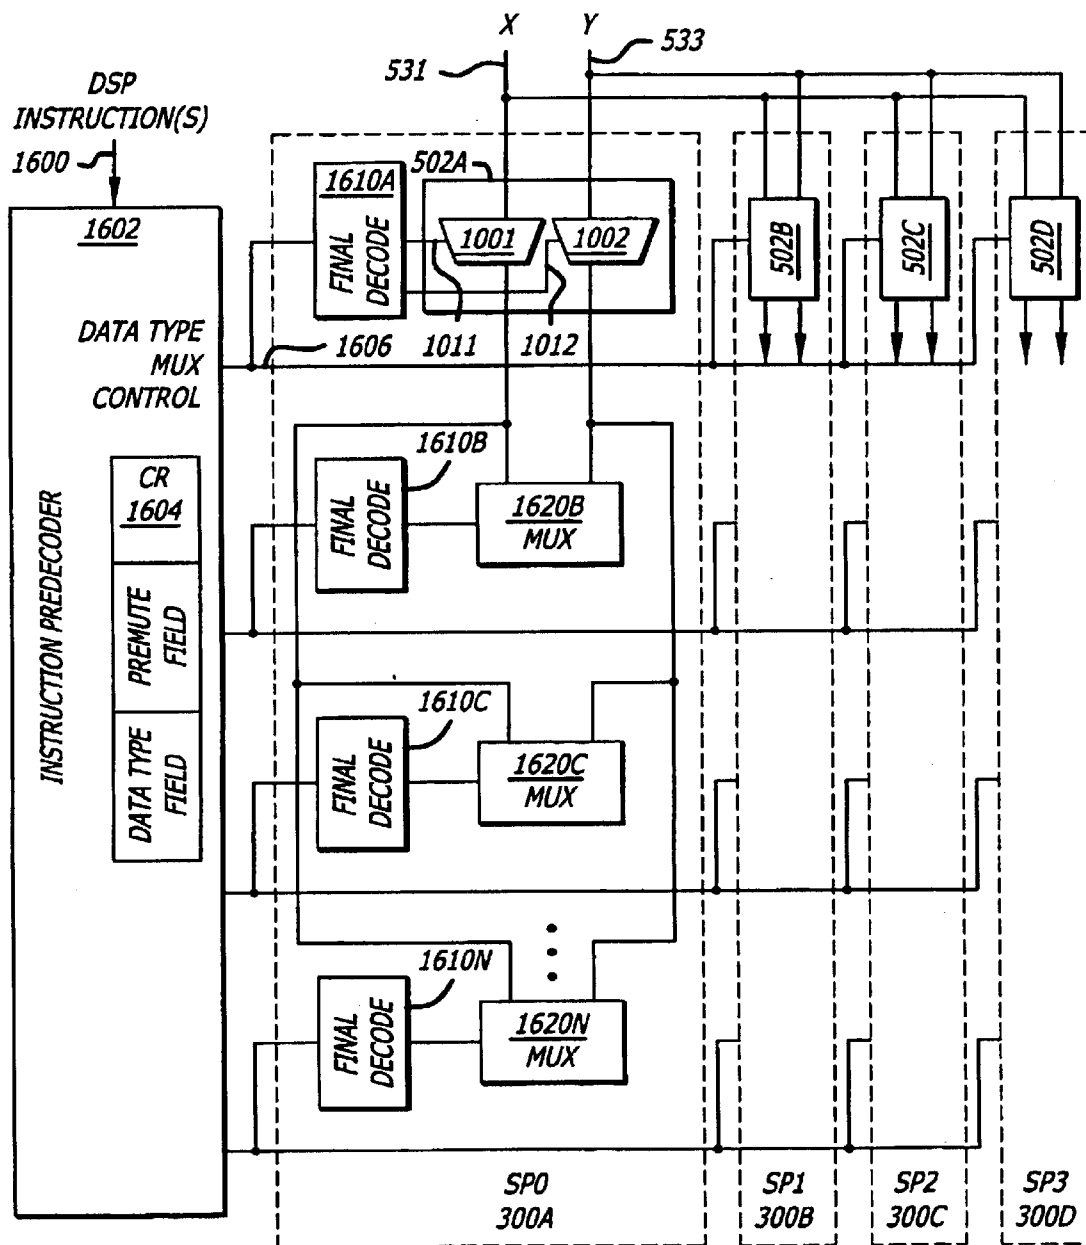 X Y
531 533
DSP
INSTRUCTION(S)
1600
1602
1610A
FINAL
DECODE
502A
1001 1002
502B
502C
502D
DATA TYPE
MUX
CONTROL
1606
1011 1012
INSTRUCTION PREDECODER
CR
1604
PREMUTE
FIELD
DATA TYPE
FIELD
1610B
FINAL
DECODE
1620B
MUX
1610C
FINAL
DECODE
1620C
MUX
1610N
FINAL
DECODE
1620N
MUX
SP0
300A
SP1
300B
SP2
300C
SP3
300D